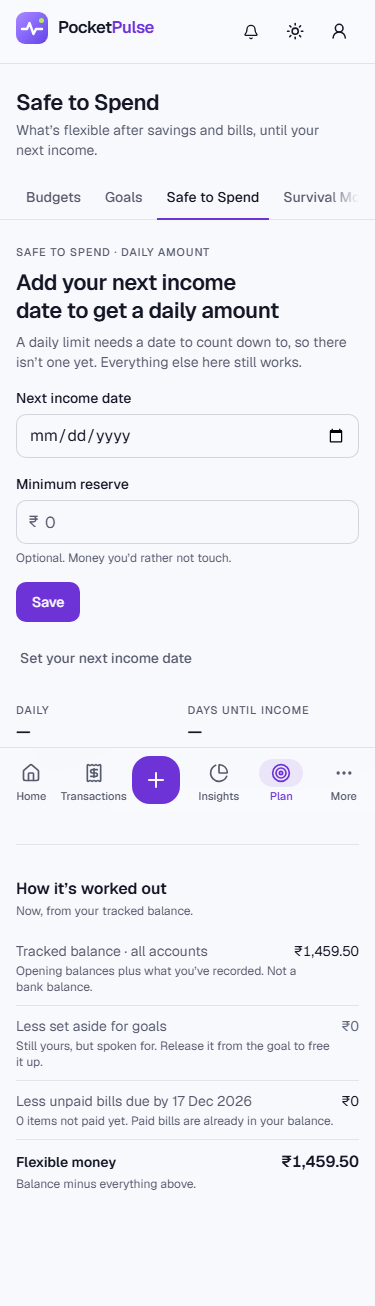 PocketPulse
Safe to Spend
What's flexible after savings and bills, until your
next income.
Budgets Goals Safe to Spend Survival Mo
SAFE TO SPEND · DAILY AMOUNT
Add your next income
date to get a daily amount
A daily limit needs a date to count down to, so there
isn't one yet. Everything else here still works.
Next income date
mm/dd/yyyy
Minimum reserve
₹ 0
Optional. Money you'd rather not touch.
Save
Set your next income date
DAILY DAYS UNTIL INCOME
— —
Home Transactions Insights Plan More
How it's worked out
Now, from your tracked balance.
Tracked balance · all accounts ₹1,459.50
Opening balances plus what you've recorded. Not a
bank balance.
Less set aside for goals ₹0
Still yours, but spoken for. Release it from the goal to free
it up.
Less unpaid bills due by 17 Dec 2026 ₹0
0 items not paid yet. Paid bills are already in your balance.
Flexible money ₹1,459.50
Balance minus everything above.